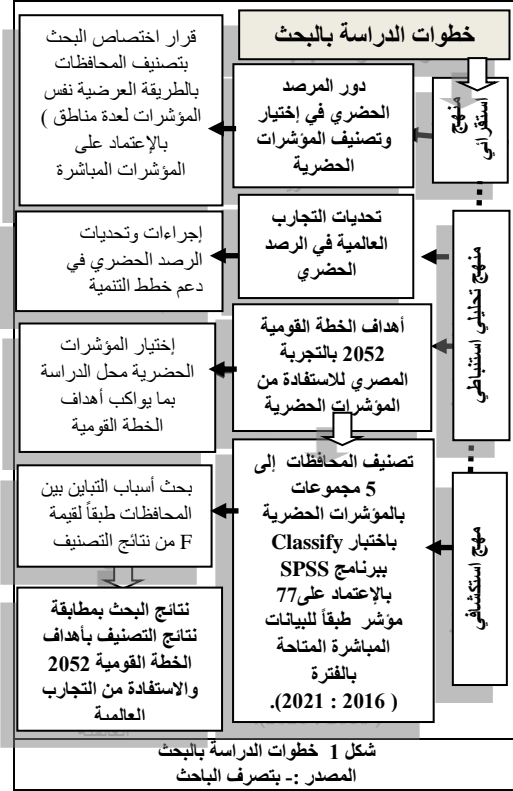 خطوات الدراسة بالبحث
منهج
استقرائي
دور المرصد
الحضري في إختيار
وتصنيف المؤشرات
الحضرية
قرار اختصاص البحث
بتصنيف المحافظات
بالطريقة العرضية نفس
المؤشرات لعدة مناطق )
بالإعتماد على
المؤشرات المباشرة
منهج تحليلي استنباطي
تحديات التجارب
العالمية في الرصد
الحضري
إجراءات وتحديات
الرصد الحضري في
دعم خطط التنمية
أهداف الخطة القومية
2052 بالتجربة
المصري للاستفادة من
المؤشرات الحضرية
إختيار المؤشرات
الحضرية محل الدراسة
بما يواكب أهداف
الخطة القومية
مهج استكشافي
تصنيف المحافظات إلى
5 مجموعات
بالمؤشرات الحضرية
باختبار Classify
ببرنامج SPSS
بالإعتماد على77
مؤشر طبقاً للبيانات
المباشرة المتاحة
بالفترة
( 2016 : 2021).
بحث أسباب التباين بين
المحافظات طبقاً لقيمة
F من نتائج التصنيف
نتائج البحث بمطابقة
نتائج التصنيف بأهداف
الخطة القومية 2052
والاستفادة من التجارب
العالمية
شكل 1 خطوات الدراسة بالبحث
المصدر :- بتصرف الباحث